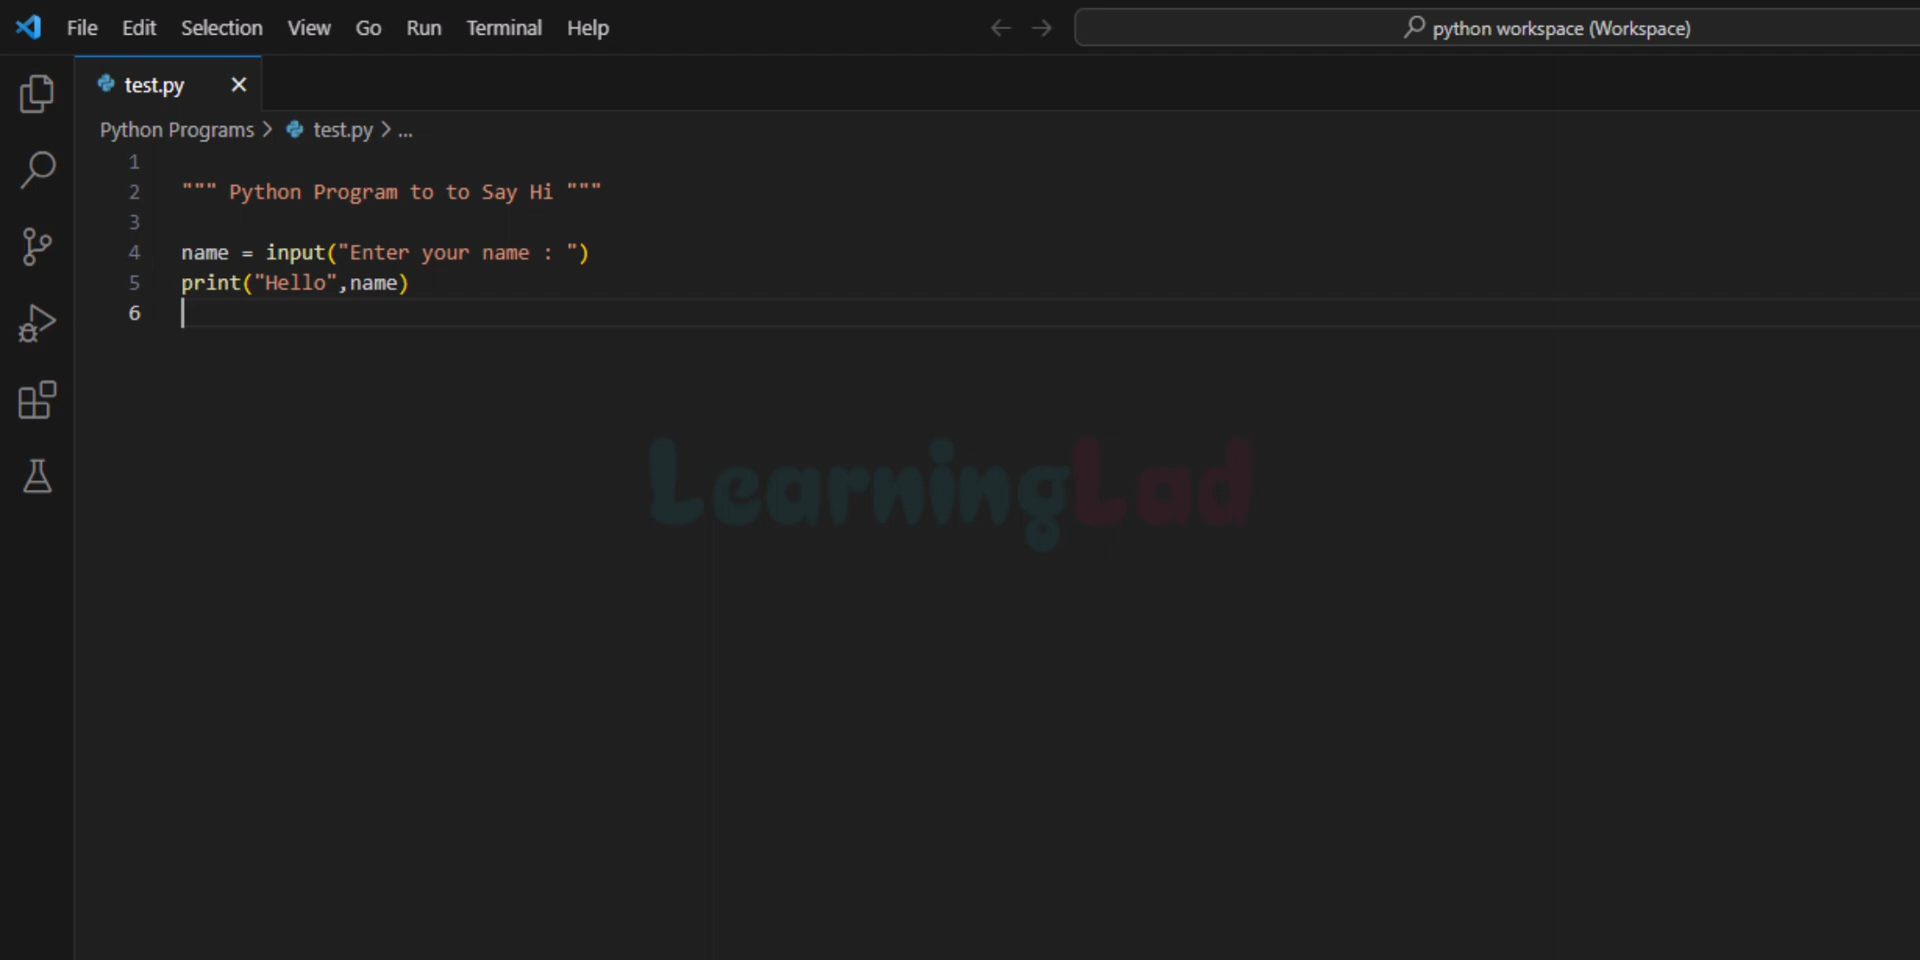 File Edit Selection View Go Run Terminal Help python workspace (Workspace)
test.py
Python Programs > test.py > ...
1
2 """ Python Program to to Say Hi """
3
4 name = input("Enter your name : ")
5 print("Hello",name)
6
LearningLad